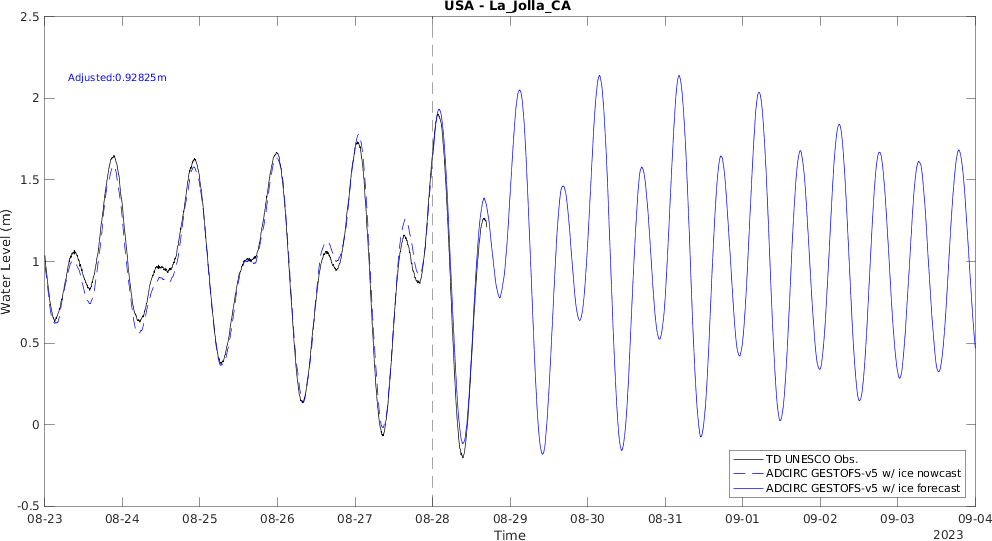 USA - La_Jolla_CA
2.5
2
1.5
1
0.5
0
-0.5
Water Level (m)
Adjusted:0.92825m
TD UNESCO Obs.
ADCIRC GESTOFS-v5 w/ ice nowcast
ADCIRC GESTOFS-v5 w/ ice forecast
08-23 08-24 08-25 08-26 08-27 08-28 08-29 08-30 08-31 09-01 09-02 09-03 09-04
Time
2023